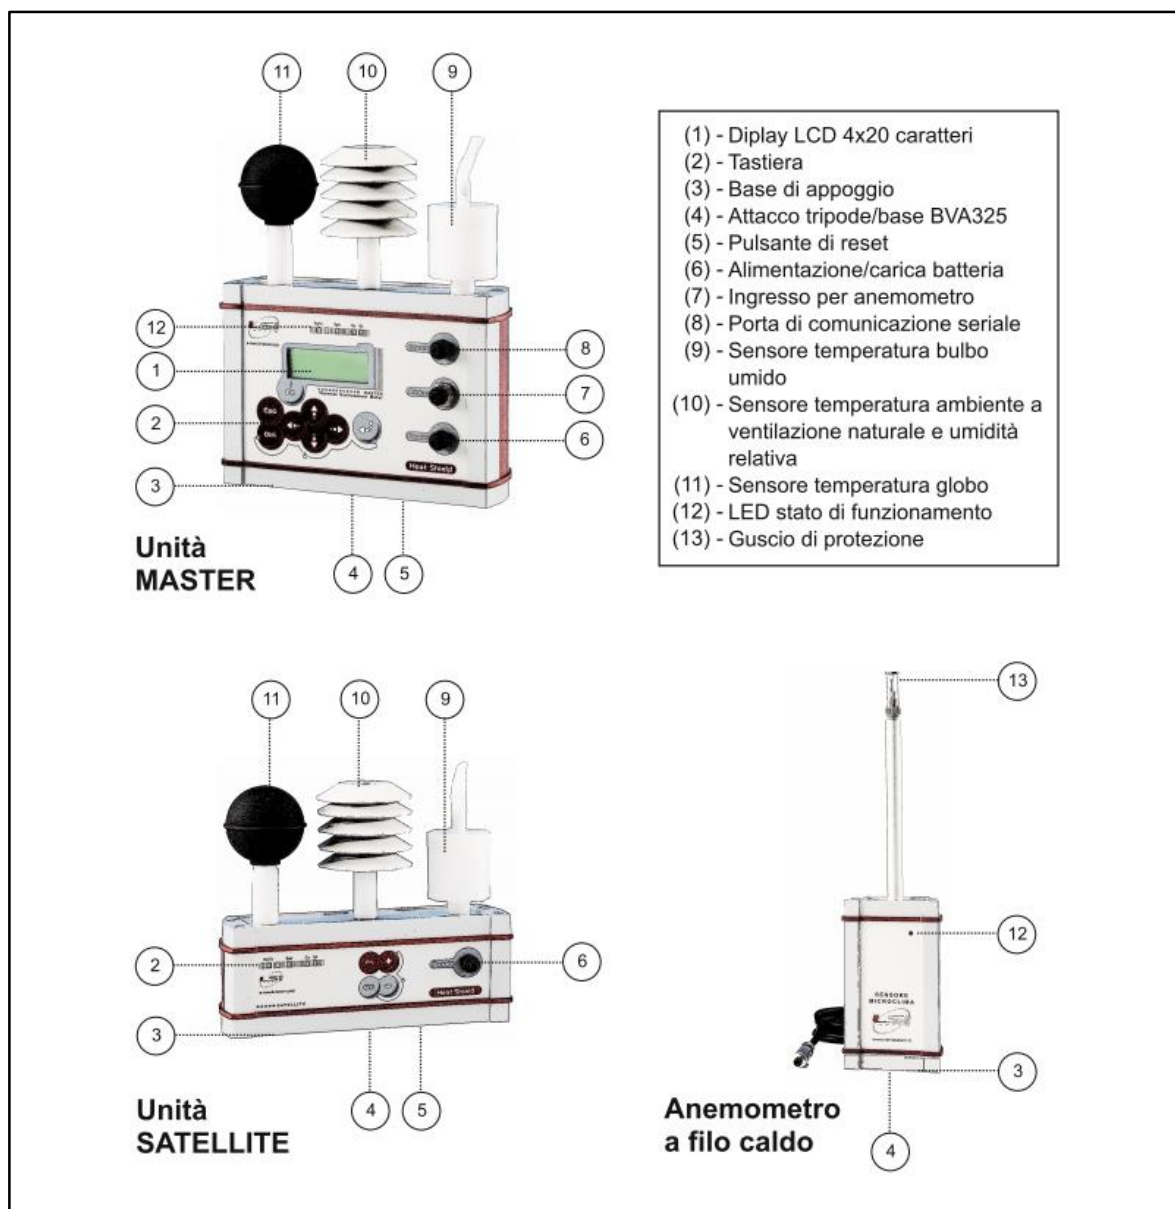 11
10
9
12
1
2
3
8
7
6
4
5
Esc
Heat Shield
Unità
MASTER
(1) - Diplay LCD 4x20 caratteri
(2) - Tastiera
(3) - Base di appoggio
(4) - Attacco tripode/base BVA325
(5) - Pulsante di reset
(6) - Alimentazione/carica batteria
(7) - Ingresso per anemometro
(8) - Porta di comunicazione seriale
(9) - Sensore temperatura bulbo
umido
(10) - Sensore temperatura ambiente a
ventilazione naturale e umidità
relativa
(11) - Sensore temperatura globo
(12) - LED stato di funzionamento
(13) - Guscio di protezione
11
10
9
2
6
3
4
5
SATELLITE
Heat Shield
Unità
SATELLITE
13
12
SENSORE
MICROCLIMA
3
4
Anemometro
a filo caldo